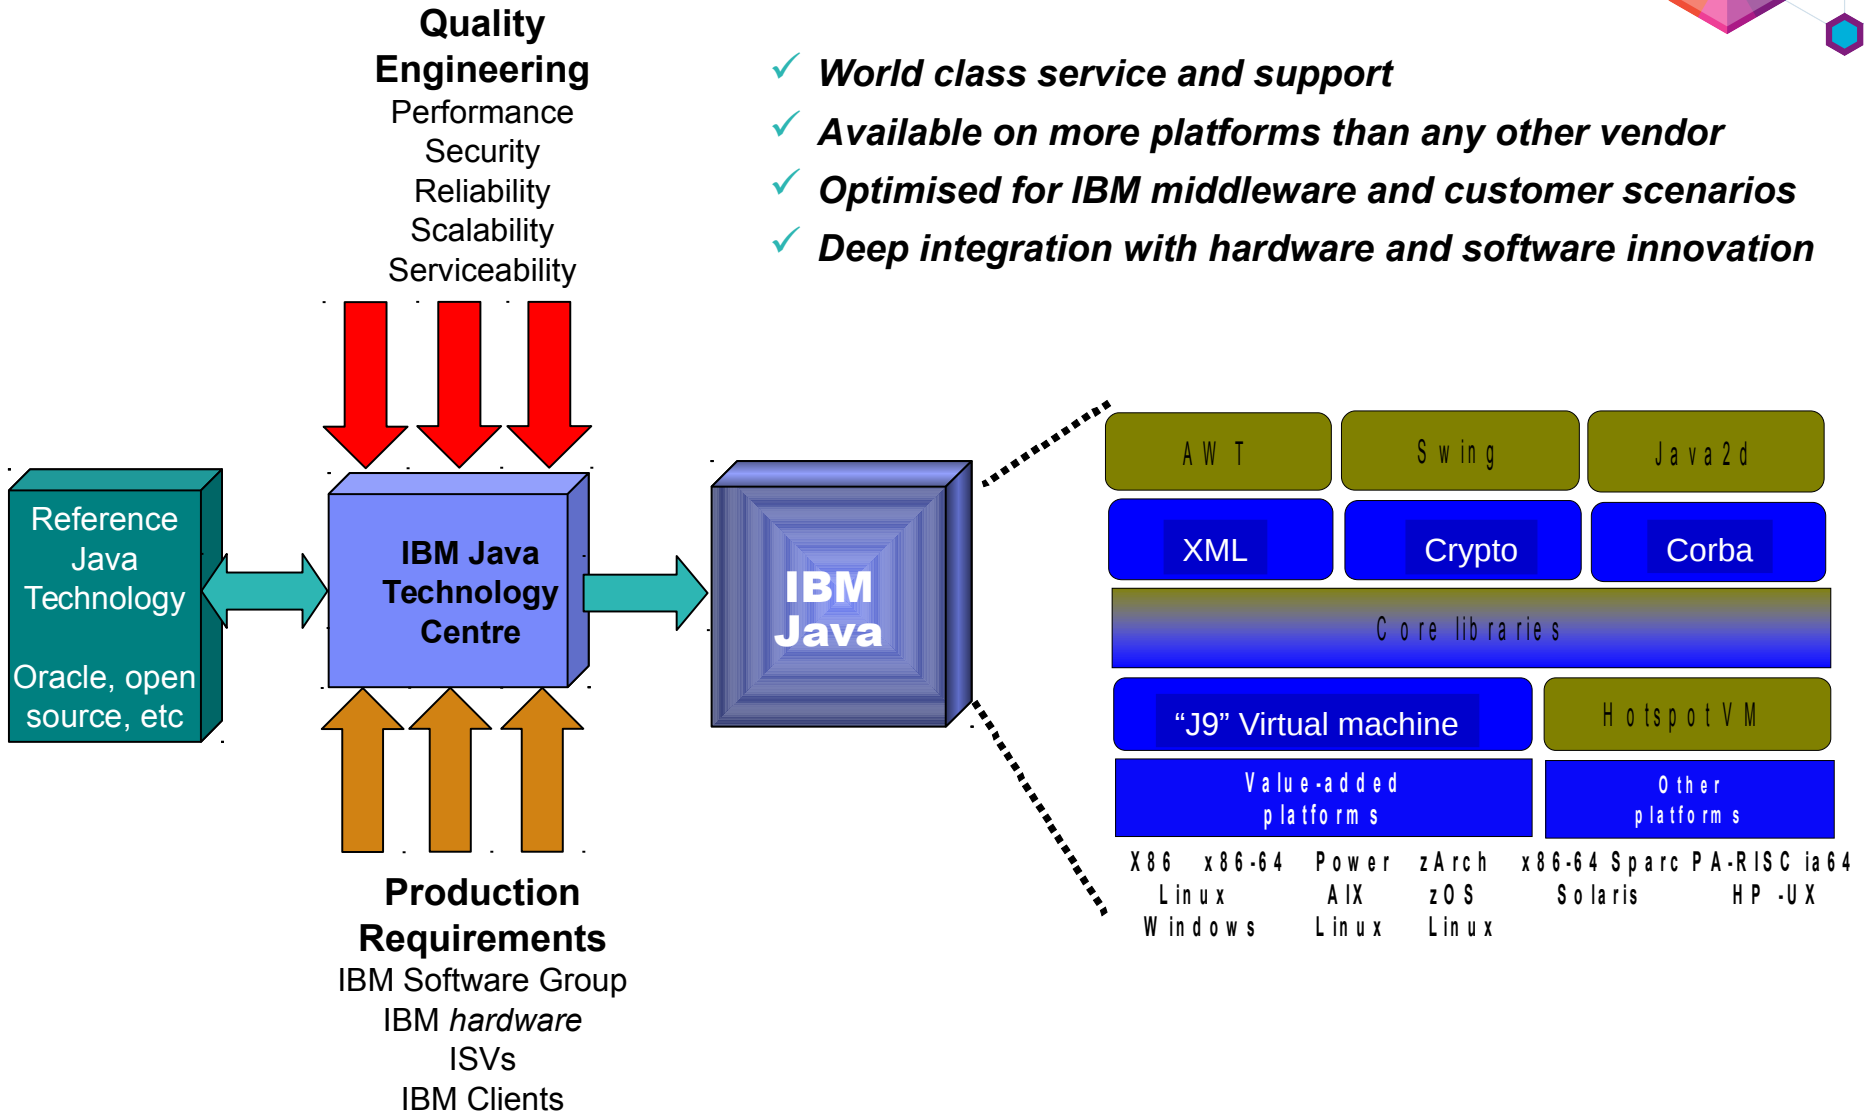 Quality
Engineering
Performance
Security
Reliability
Scalability
Serviceability
World class service and support
Available on more platforms than any other vendor
Optimised for IBM middleware and customer scenarios
Deep integration with hardware and software innovation
Reference
Java
Technology
Oracle, open
source, etc
IBM Java
Technology
Centre
IBM
Java
AWT Swing Java2d
XML Crypto Corba
Core libraries
“J9” Virtual machine HotspotVM
Value-added
platforms
Other
platforms
X86 x86-64 Power zArch x86-64 Sparc PA-RISC ia64
Linux AIX zOS Solaris HP -UX
Windows Linux Linux
Production
Requirements
IBM Software Group
IBM hardware
ISVs
IBM Clients